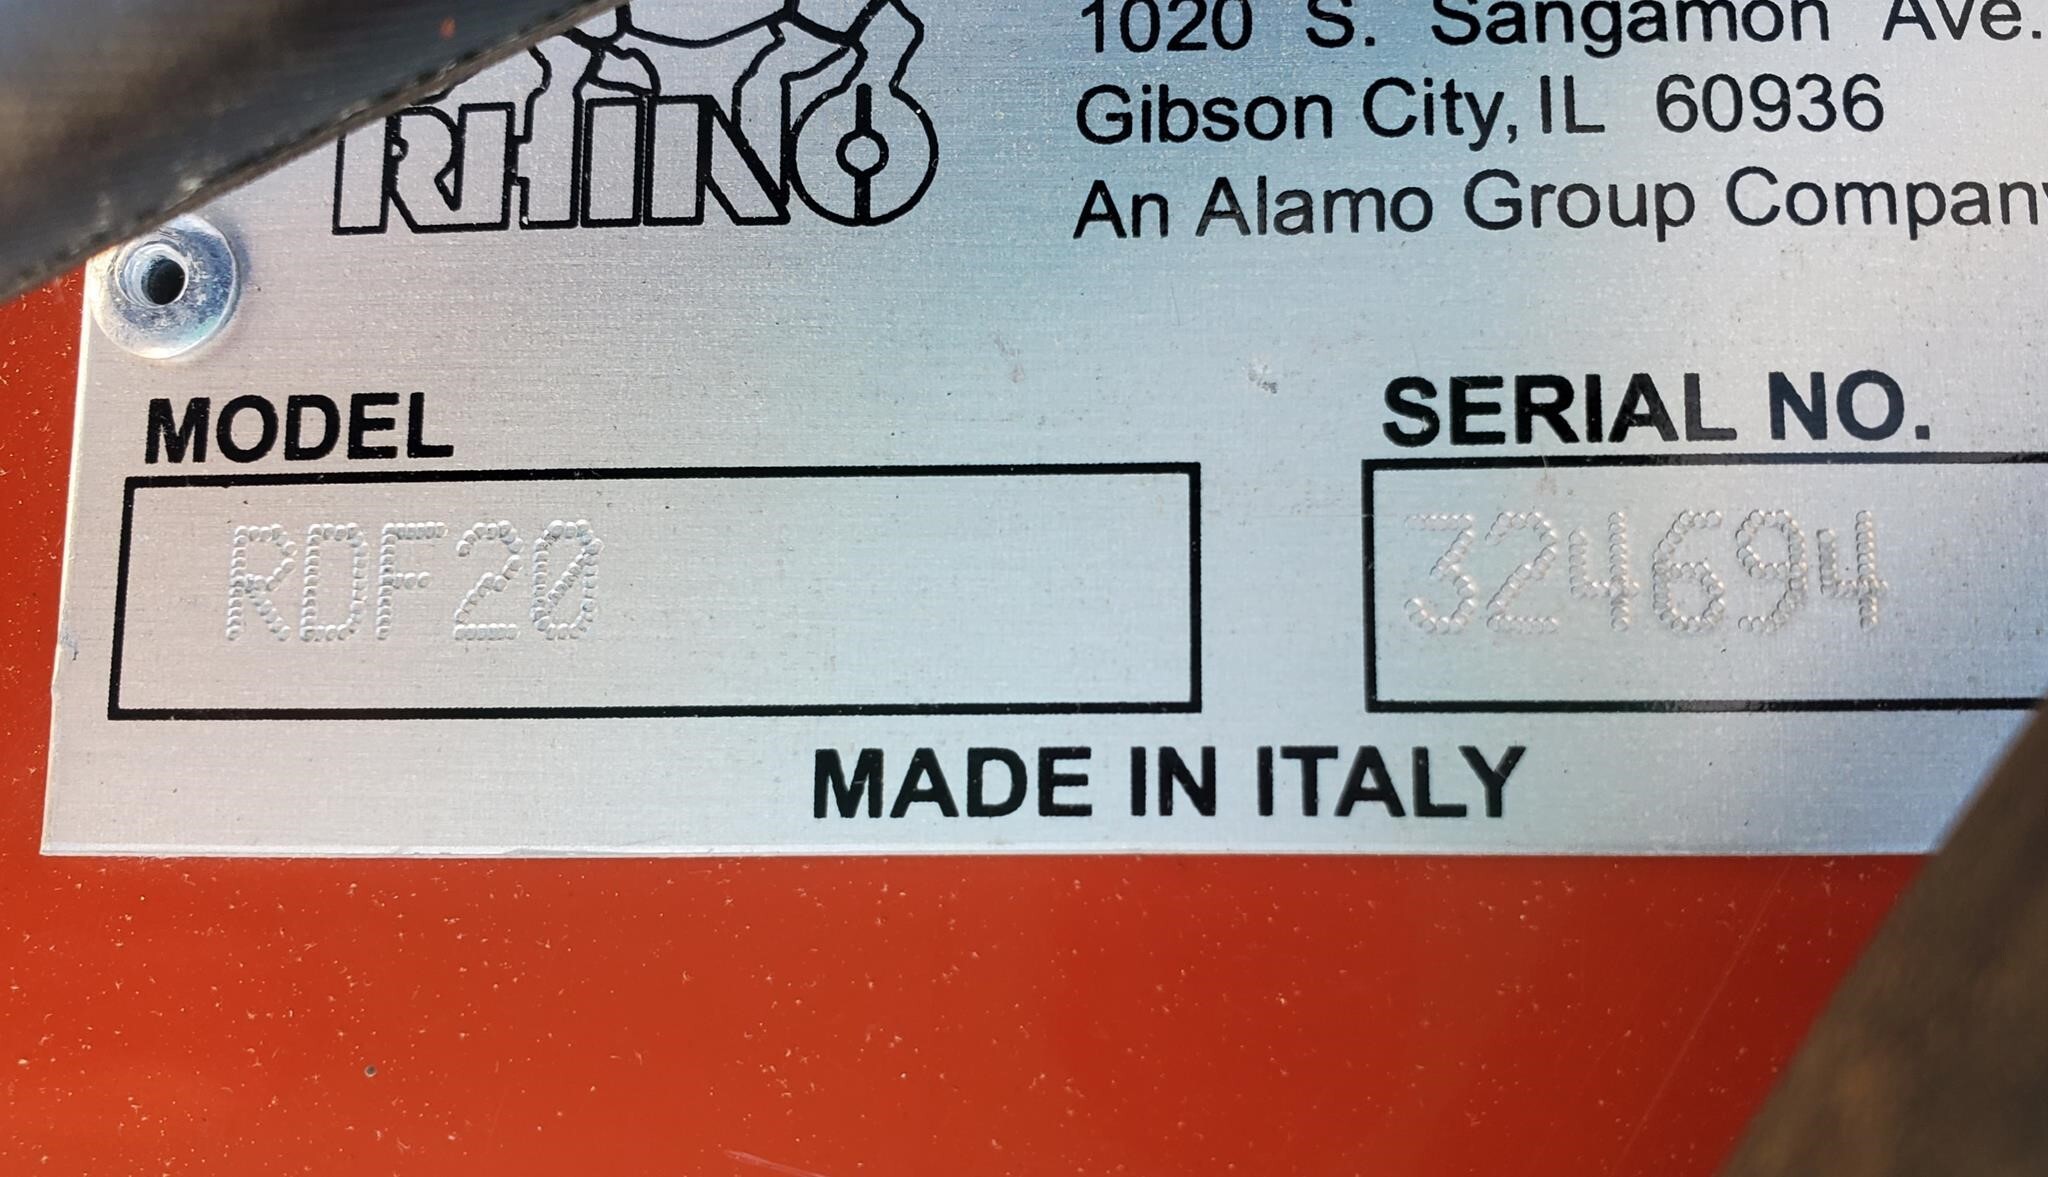 RHINO
1020 S. Sangamon Ave.
Gibson City, IL 60936
An Alamo Group Company
MODEL
SERIAL NO.
RDF20
324694
MADE IN ITALY